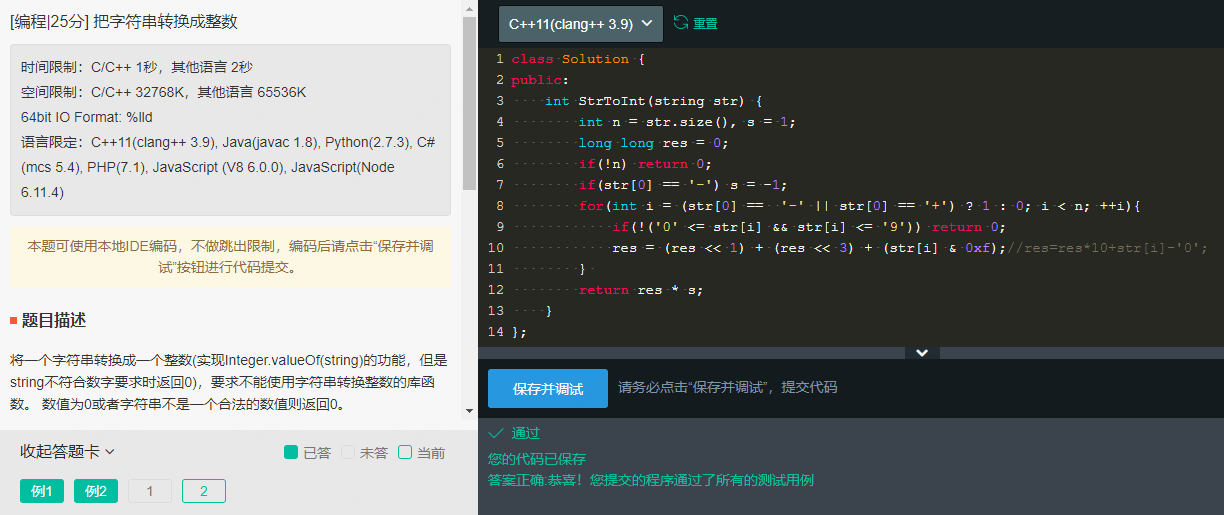 [编程|25分] 把字符串转换成整数
时间限制：C/C++ 1秒，其他语言 2秒
空间限制：C/C++ 32768K，其他语言 65536K
64bit IO Format: %lld
语言限定：C++11(clang++ 3.9), Java(javac 1.8), Python(2.7.3), C#
(mcs 5.4), PHP(7.1), JavaScript (V8 6.0.0), JavaScript(Node
6.11.4)
本题可使用本地IDE编码，不做跳出限制，编码后请点击“保存并调
试”按钮进行代码提交。
题目描述
将一个字符串转换成一个整数(实现Integer.valueOf(string)的功能，但是
string不符合数字要求时返回0)，要求不能使用字符串转换整数的库函
数。 数值为0或者字符串不是一个合法的数值则返回0。
收起答题卡
已答 未答 当前
例1 例2 1 2
C++11(clang++ 3.9) 重置
1 class Solution {
2 public:
3     int StrToInt(string str) {
4         int n = str.size(), s = 1;
5         long long res = 0;
6         if(!n) return 0;
7         if(str[0] == '-') s = -1;
8         for(int i = (str[0] ==  '-' || str[0] == '+') ? 1 : 0; i < n; ++i){
9             if(!('0' <= str[i] && str[i] <= '9')) return 0;
10             res = (res << 1) + (res << 3) + (str[i] & 0xf);//res=res*10+str[i]-'0';
11         }
12         return res * s;
13     }
14 };
保存并调试 请务必点击“保存并调试”，提交代码
通过
您的代码已保存
答案正确:恭喜！您提交的程序通过了所有的测试用例